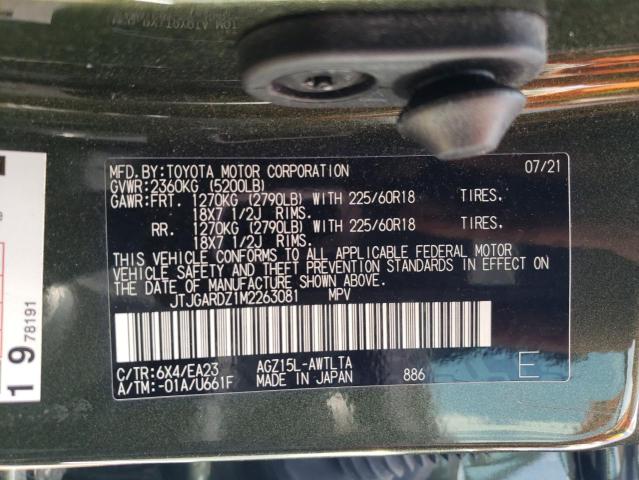 MFD.BY:TOYOTA MOTOR CORPORATION 07/21
GVWR:2360KG (5200LB)
GAWR:FRT. 1270KG (2790LB) WITH 225/60R18 TIRES.
18X7 1/2J RIMS.
RR. 1270KG (2790LB) WITH 225/60R18 TIRES.
18X7 1/2J RIMS.
THIS VEHICLE CONFORMS TO ALL APPLICABLE FEDERAL MOTOR
VEHICLE SAFETY AND THEFT PREVENTION STANDARDS IN EFFECT ON
THE DATE OF MANUFACTURE SHOWN ABOVE.
JTJGARDZ1M2263081 MPV
C/TR:6X4/EA23 AGZ15L-AWTLTA
A/TM:-01A/U661F MADE IN JAPAN 886 E
1978191